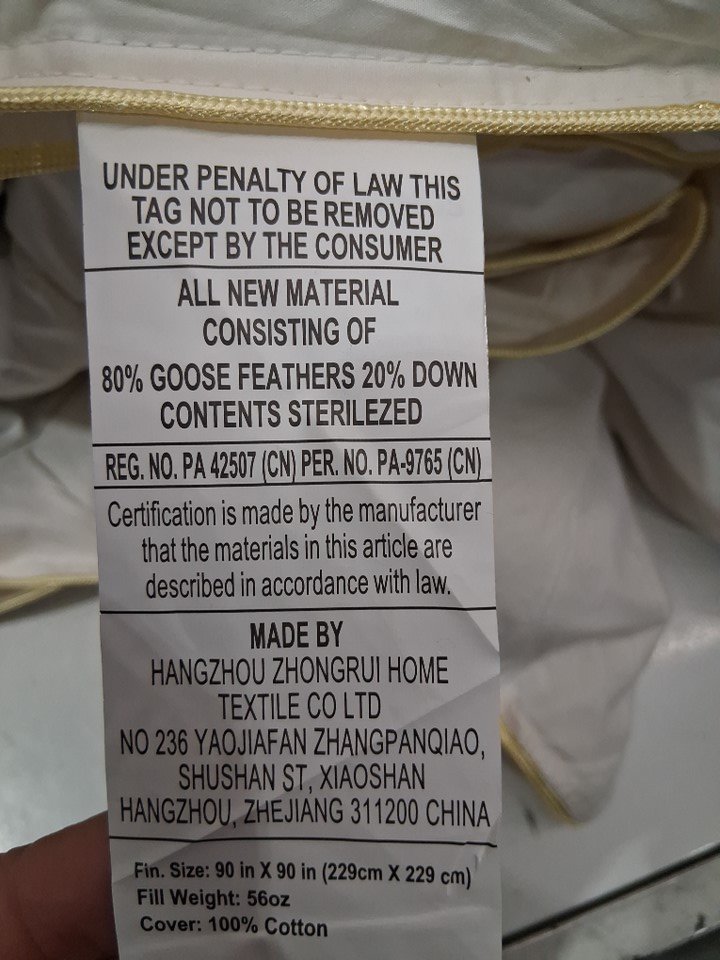 UNDER PENALTY OF LAW THIS
TAG NOT TO BE REMOVED
EXCEPT BY THE CONSUMER
ALL NEW MATERIAL
CONSISTING OF
80% GOOSE FEATHERS 20% DOWN
CONTENTS STERILEZED
REG. NO. PA 42507 (CN) PER. NO. PA-9765 (CN)
Certification is made by the manufacturer
that the materials in this article are
described in accordance with law.
MADE BY
HANGZHOU ZHONGRUI HOME
TEXTILE CO LTD
NO 236 YAOJIAFAN ZHANGPANQIAO,
SHUSHAN ST, XIAOSHAN
HANGZHOU, ZHEJIANG 311200 CHINA
Fin. Size: 90 in X 90 in (229cm X 229 cm)
Fill Weight: 56oz
Cover: 100% Cotton